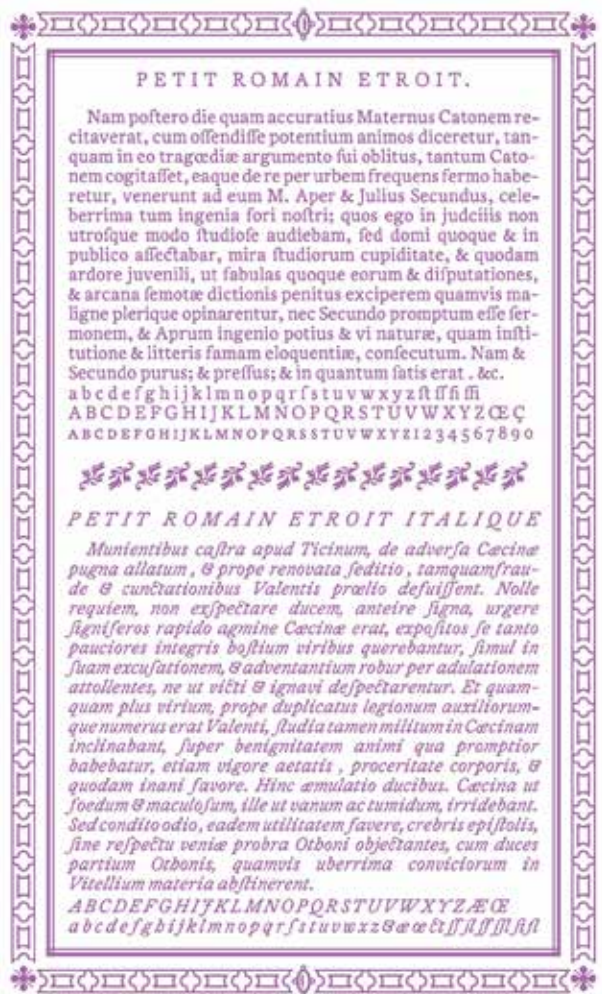 PETIT ROMAIN ETROIT.
Nam poſtero die quam accuratius Maternus Catonem re-
citaverat, cum offendiſſe potentium animos diceretur, tan-
quam in eo tragœdiæ argumento ſui oblitus, tantum Cato-
nem cogitaſſet, eaque de re per urbem frequens ſermo habe-
retur, venerunt ad eum M. Aper & Julius Secundus, cele-
berrima tum ingenia fori noſtri; quos ego in judciiis non
utroſque modo ſtudioſe audiebam, ſed domi quoque & in
publico affectabar, mira ſtudiorum cupiditate, & quodam
ardore juvenili, ut fabulas quoque eorum & diſputationes,
& arcana ſemotæ dictionis penitus exciperem quamvis ma-
ligne plerique opinarentur, nec Secundo promptum eſſe ſer-
monem, & Aprum ingenio potius & vi naturæ, quam inſti-
tutione & litteris famam eloquentiæ, conſecutum. Nam &
Secundo purus; & preſſus; & in quantum ſatis erat . &c.
a b c d e f g h i j k l m n o p q r ſ s t u v w x y z ſt ſſ fi ſſi
A B C D E F G H I J K L M N O P Q R S T U V W X Y Z Œ Ç
A B C D E F G H I J K L M N O P Q R S S T U V W X Y Z 1 2 3 4 5 6 7 8 9 0
PETIT ROMAIN ETROIT ITALIQUE
Munientibus caſtra apud Ticinum, de adverſa Cæcinæ
pugna allatum , & prope renovata ſeditio , tamquamfrau-
de & cunctationibus Valentis prœlio defuiſſent. Nolle
requiem, non exſpectare ducem, anteire ſigna, urgere
ſigniferos rapido agmine Cæcinæ erat, expoſitos ſe tanto
pauciores integris hoſtium viribus querebantur, ſimul in
ſuam excuſationem, & adventantium robur per adulationem
attollentes, ne ut victi & ignavi deſpectarentur. Et quam-
quam plus virium, prope duplicatus legionum auxiliorum-
que numerus erat Valenti, ſtudia tamen militum in Cæcinam
inclinabant, ſuper benignitatem animi qua promptior
habebatur, etiam vigore aetatis , proceritate corporis, &
quodam inani favore. Hinc æmulatio ducibus. Cæcina ut
foedum & maculoſum, ille ut vanum ac tumidum, irridebant.
Sed condito odio, eadem utilitatem favere, crebris epiſtolis,
ſine reſpectu veniæ probra Othoni objectantes, cum duces
partium Othonis, quamvis uberrima conviciorum in
Vitellium materia abſtinerent.
A B C D E F G H I J K L M N O P Q R S T U V W X Y Z Æ Œ
a b c d e f g h i j k l m n o p q r ſ s t u v w x z & æ œ ct